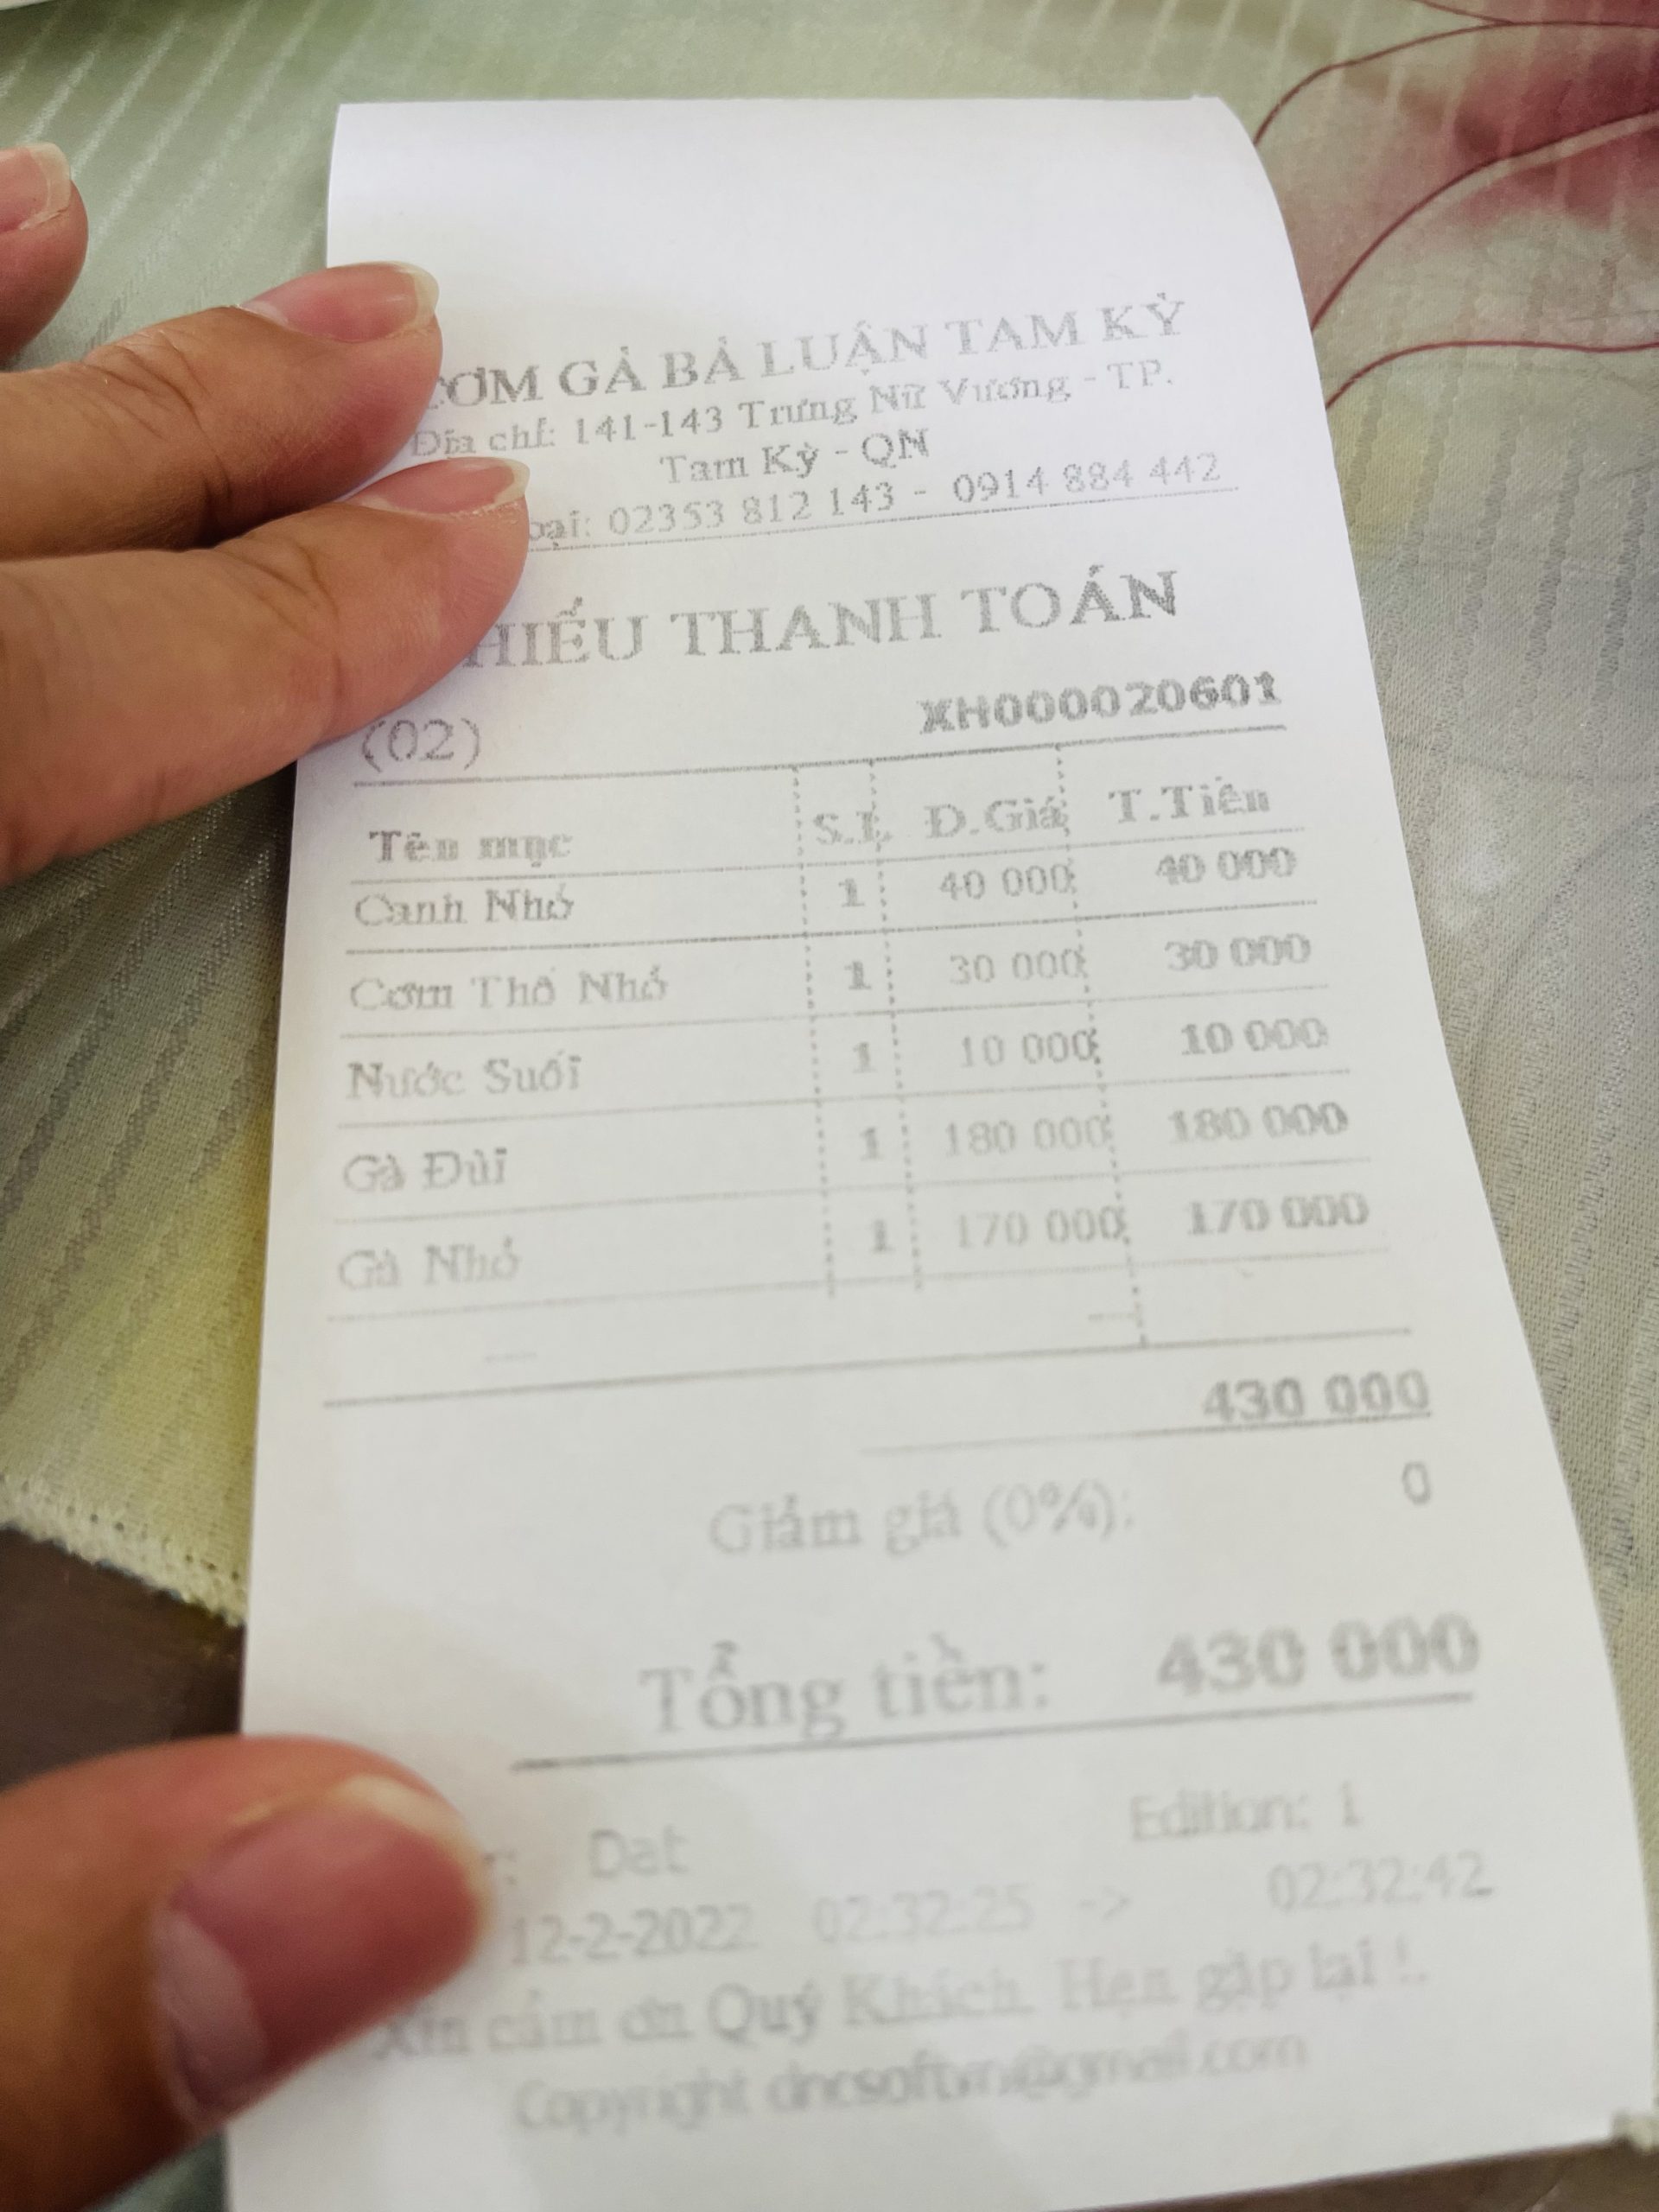 CƠM GÀ BÀ LUẬN TAM KỲ
Địa chỉ: 141-143 Trưng Nữ Vương - TP.
Tam Kỳ - QN
oại: 02353 812 143 - 0914 884 442
HIẾU THANH TOÁN
(02) XH000020601
Tên mục S.L Đ.Giá T.Tiền
Canh Nhỏ 1 40 000 40 000
Cơm Thố Nhỏ 1 30 000 30 000
Nước Suối 1 10 000 10 000
Gà Đùi 1 180 000 180 000
Gà Nhỏ 1 170 000 170 000
430 000
Giảm giá (0%): 0
Tổng tiền: 430 000
r: Dat Edition: 1
12-2-2022 02:32:25 -> 02:32:42
Xin cảm ơn Quý Khách. Hẹn gặp lại !.
Copyright dncsoftvn@gmail.com